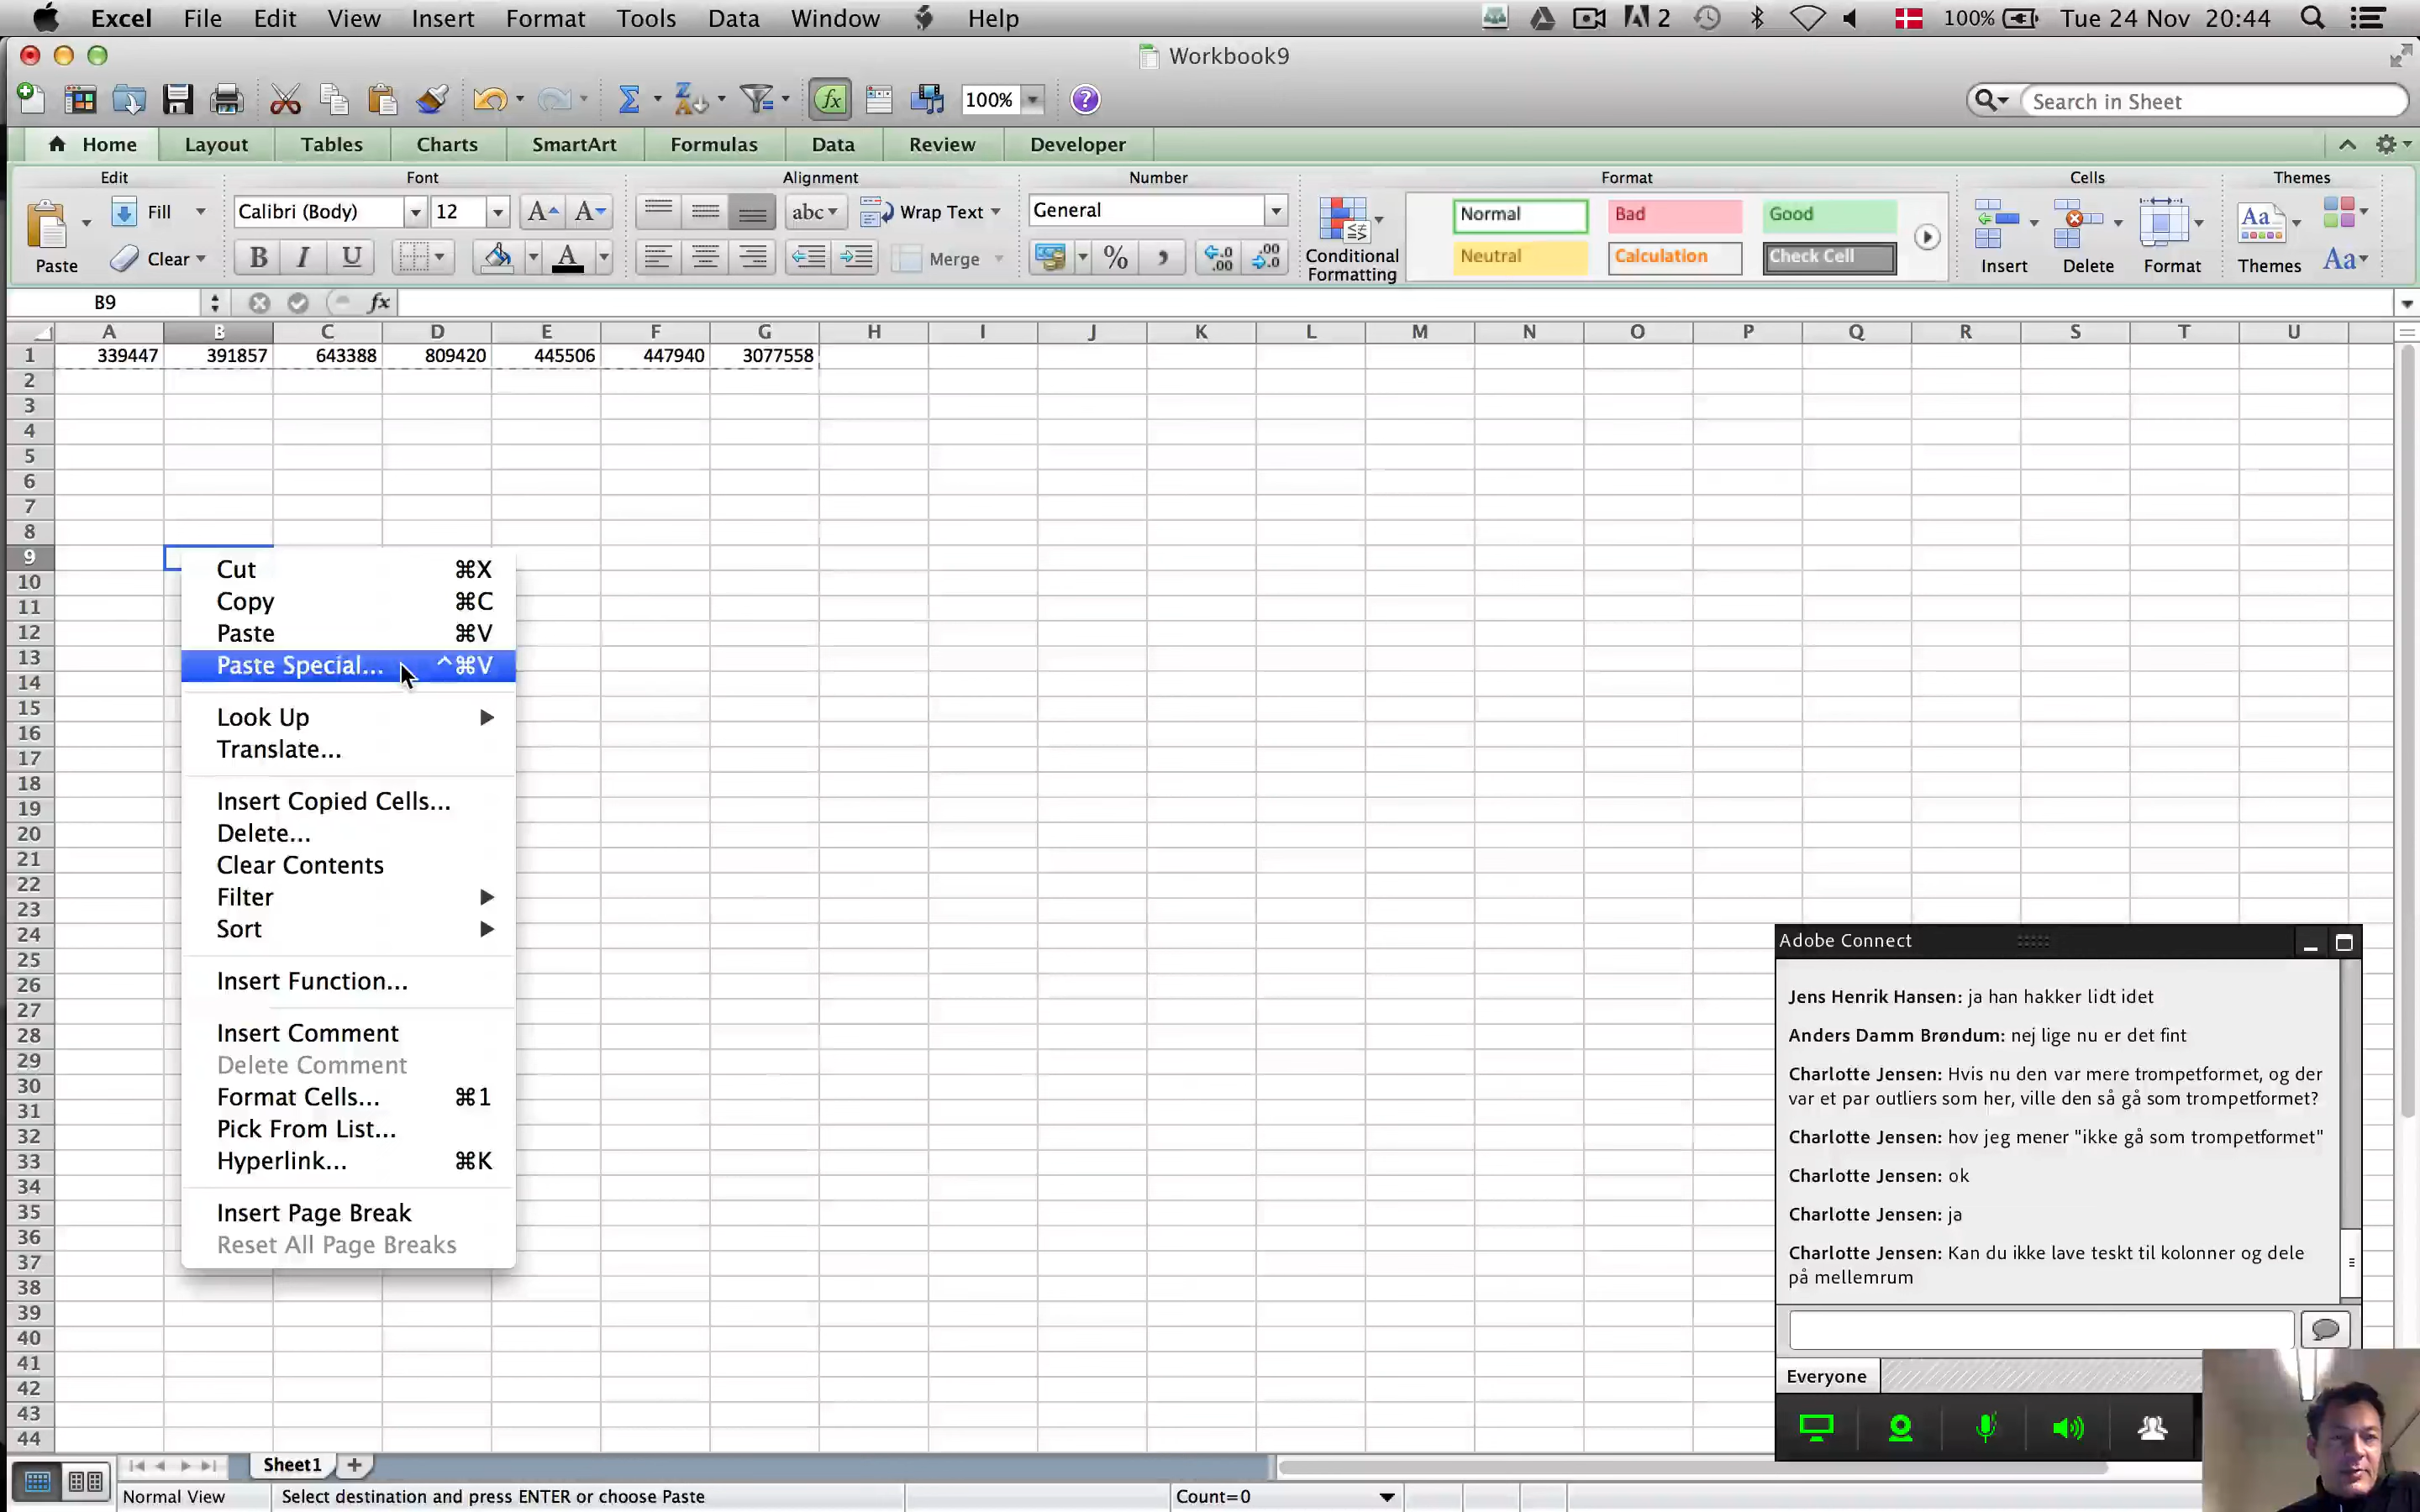 Excel File Edit View Insert Format Tools Data Window Help 2 100% Tue 24 Nov 20:44
Workbook9
100% Search in Sheet
Home Layout Tables Charts SmartArt Formulas Data Review Developer
Edit Font Alignment Number Format Cells Themes
Fill Calibri (Body) 12 abc Wrap Text General Normal Bad Good
Paste Clear B I U Merge % Conditional Formatting Neutral Calculation Check Cell Insert Delete Format Themes Aa
B9 fx
A B C D E F G H I J K L M N O P Q R S T U
1 339447 391857 643388 809420 445506 447940 3077558
2
3
4
5
6
7
8
9
10
11
12
13
14
15
16
17
18
19
20
21
22
23
24
25
26
27
28
29
30
31
32
33
34
35
36
37
38
39
40
41
42
43
44
Cut ⌘X
Copy ⌘C
Paste ⌘V
Paste Special... ^⌘V
Look Up
Translate...
Insert Copied Cells...
Delete...
Clear Contents
Filter
Sort
Insert Function...
Insert Comment
Delete Comment
Format Cells... ⌘1
Pick From List...
Hyperlink... ⌘K
Insert Page Break
Reset All Page Breaks
Adobe Connect
Jens Henrik Hansen: ja han hakker lidt idet
Anders Damm Brøndum: nej lige nu er det fint
Charlotte Jensen: Hvis nu den var mere trompetformet, og der
var et par outliers som her, ville den så gå som trompetformet?
Charlotte Jensen: hov jeg mener "ikke gå som trompetformet"
Charlotte Jensen: ok
Charlotte Jensen: ja
Charlotte Jensen: Kan du ikke lave teskt til kolonner og dele
på mellemrum
Everyone
Sheet1
Normal View Select destination and press ENTER or choose Paste Count=0